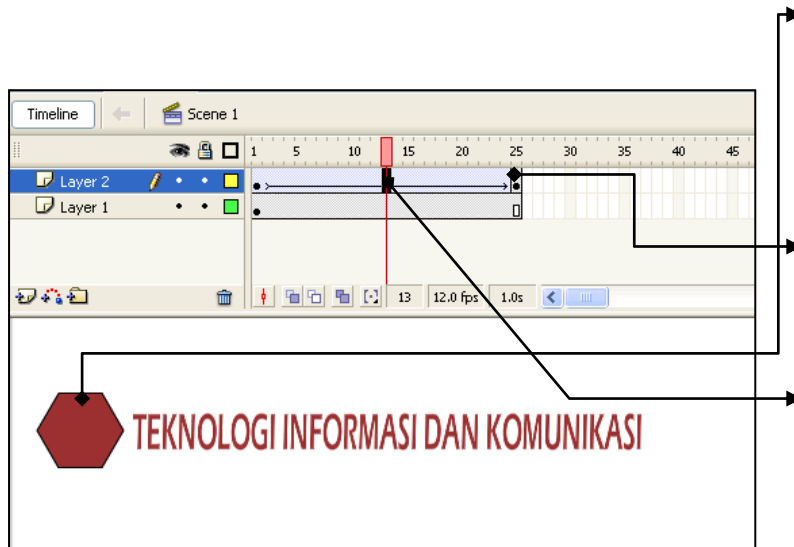 Timeline Scene 1
1 5 10 15 20 25 30 35 40 45
Layer 2
Layer 1
13 12.0 fps 1.0s
TEKNOLOGI INFORMASI DAN KOMUNIKASI